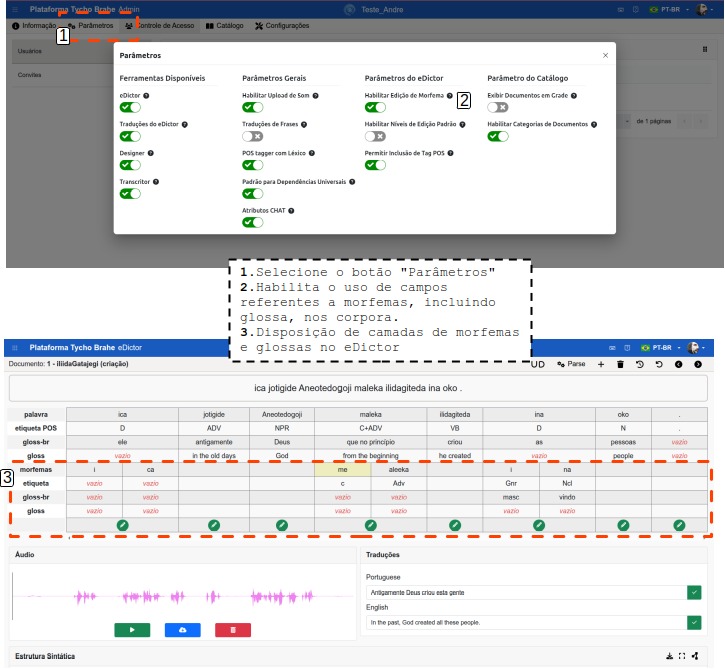 Plataforma Tycho Brahe Admin Teste_Andre PT-BR
Informação Parâmetros Controle de Acesso Catálogo Configurações
1
Usuários
Convites
de 1 páginas
Parâmetros ×
Ferramentas Disponíveis Parâmetros Gerais Parâmetros do eDictor Parâmetro do Catálogo
eDictor Habilitar Upload de Som Habilitar Edição de Morfema Exibir Documentos em Grade
2
Traduções do eDictor Traduções de Frases Habilitar Níveis de Edição Padrão Habilitar Categorias de Documentos
Designer POS tagger com Léxico Permitir Inclusão de Tag POS
Transcritor Padrão para Dependências Universais
Atributos CHAT
1.Selecione o botão "Parâmetros"
2.Habilita o uso de campos
referentes a morfemas, incluindo
glossa, nos corpora.
3.Disposição de camadas de morfemas
e glossas no eDictor
Plataforma Tycho Brahe eDictor PT-BR
Documento: 1 - iliidaGatajegi (criação) UD Parse
ica jotigide Aneotedogoji maleka ilidagiteda ina oko .
palavra ica jotigide Aneotedogoji maleka ilidagiteda ina oko .
etiqueta POS D ADV NPR C+ADV VB D N .
gloss-br ele antigamente Deus que no princípio criou as pessoas vazio
gloss vazio in the old days God from the beginning he created vazio people vazio
3
morfemas i ca me aleeka i na
etiqueta vazio vazio c Adv Gnr Ncl
gloss-br vazio vazio vazio vazio masc vindo
gloss vazio vazio vazio vazio vazio vazio
Áudio Traduções
Portuguese
Antigamente Deus criou esta gente
English
In the past, God created all these people.
Estrutura Sintática